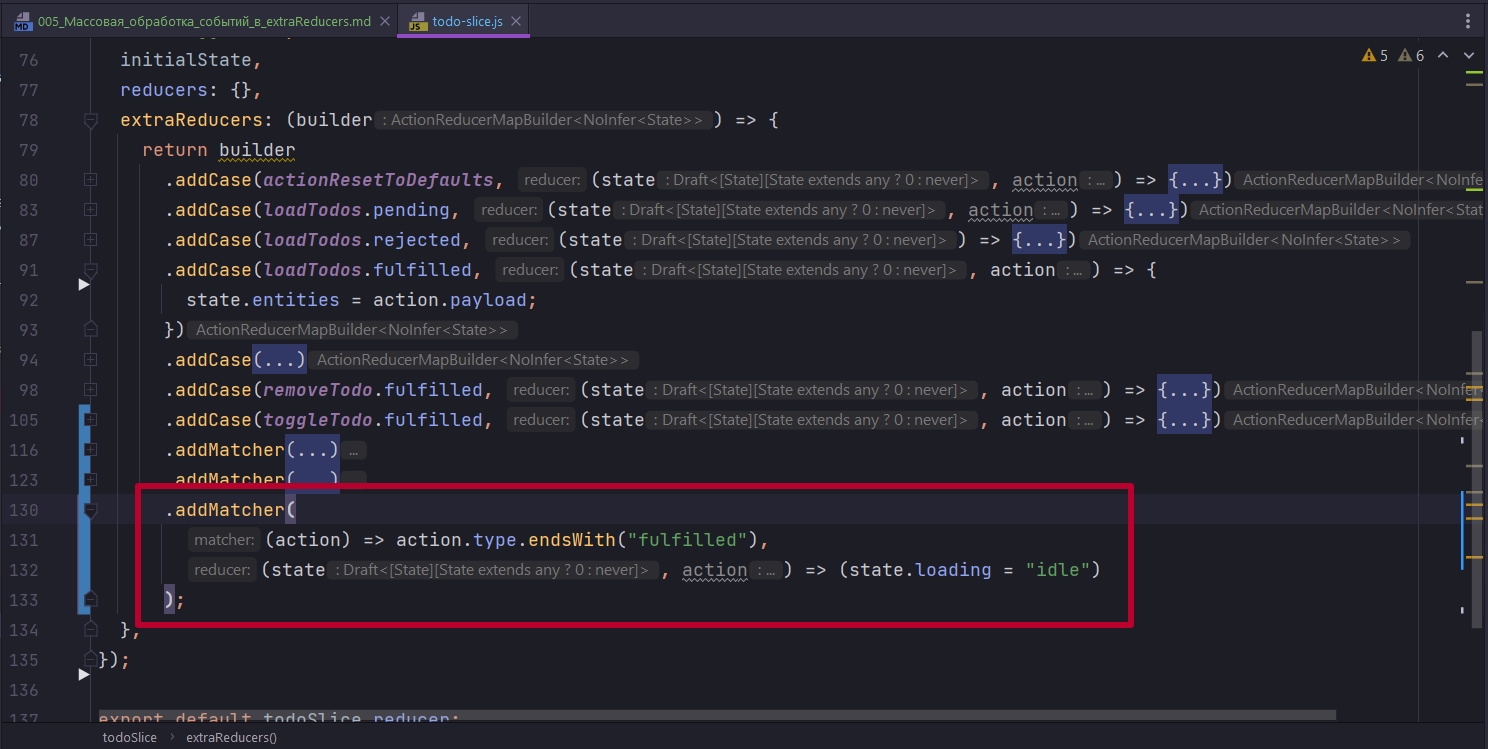 MD 005_Массовая_обработка_событий_в_extraReducers.md JS todo-slice.js
5 6
76 initialState,
77 reducers: {},
78 extraReducers: (builder : ActionReducerMapBuilder<NoInfer<State>> ) => {
79 return builder
80 .addCase(actionResetToDefaults, reducer: (state : Draft<[State][State extends any ? 0 : never]> , action : ... ) => {...}) ActionReducerMapBuilder<NoInfe
83 .addCase(loadTodos.pending, reducer: (state : Draft<[State][State extends any ? 0 : never]> , action : ... ) => {...}) ActionReducerMapBuilder<NoInfer<Stat
87 .addCase(loadTodos.rejected, reducer: (state : Draft<[State][State extends any ? 0 : never]> ) => {...}) ActionReducerMapBuilder<NoInfer<State>>
91 .addCase(loadTodos.fulfilled, reducer: (state : Draft<[State][State extends any ? 0 : never]> , action : ... ) => {
92 state.entities = action.payload;
93 }) ActionReducerMapBuilder<NoInfer<State>>
94 .addCase(...) ActionReducerMapBuilder<NoInfer<State>>
98 .addCase(removeTodo.fulfilled, reducer: (state : Draft<[State][State extends any ? 0 : never]> , action : ... ) => {...}) ActionReducerMapBuilder<NoInfer
105 .addCase(toggleTodo.fulfilled, reducer: (state : Draft<[State][State extends any ? 0 : never]> , action : ... ) => {...}) ActionReducerMapBuilder<NoInfer
116 .addMatcher(...) ...
123 .addMatcher(...)
130 .addMatcher(
131 matcher: (action) => action.type.endsWith("fulfilled"),
132 reducer: (state : Draft<[State][State extends any ? 0 : never]> , action : ... ) => (state.loading = "idle")
133 );
134 },
135 });
136
137 export default todoSlice.reducer;
todoSlice › extraReducers()